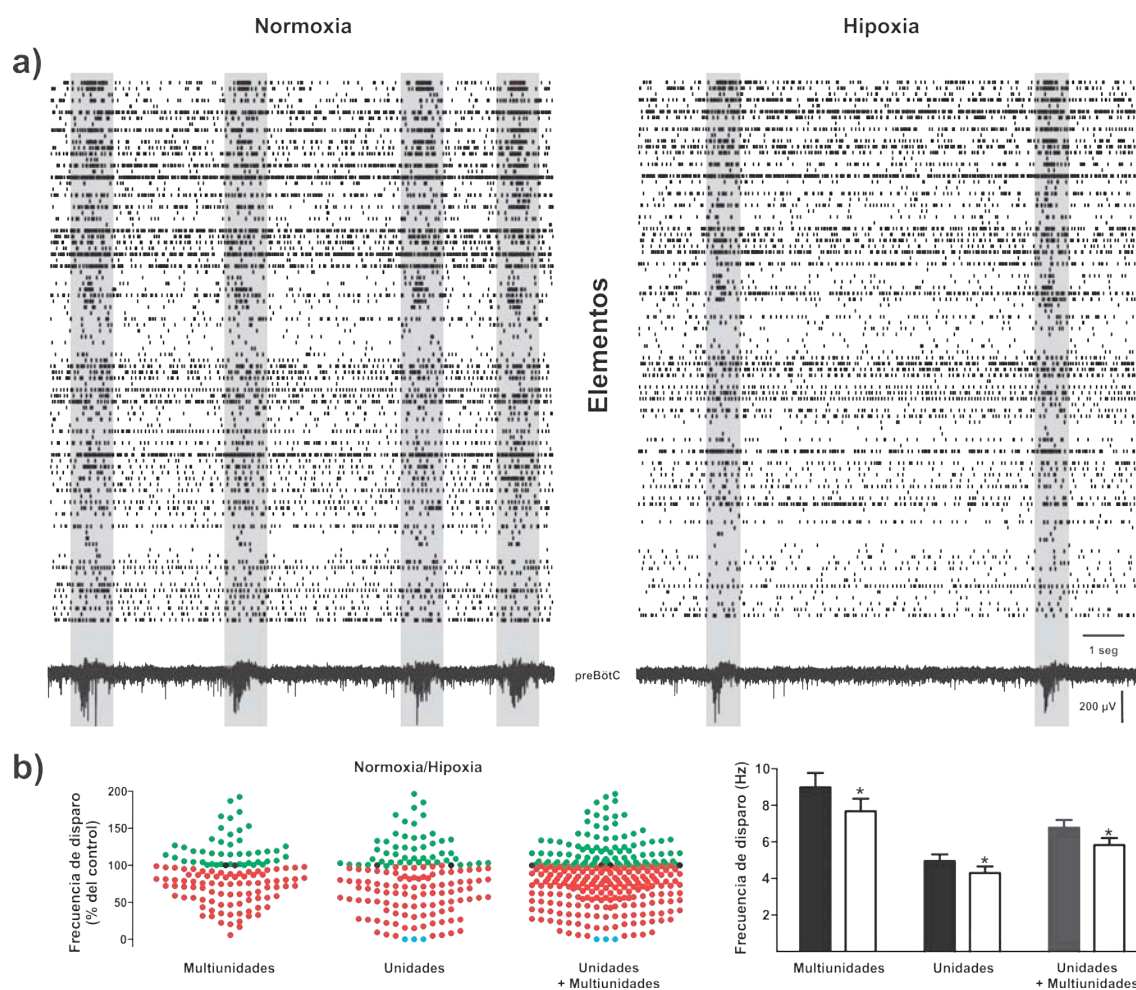 Normoxia
Hipoxia
a)
Elementos
preBötC
1 seg
200 µV
b)
Normoxia/Hipoxia
Frecuencia de disparo
(% del control)
200
150
100
50
0
Multiunidades
Unidades
Unidades
+ Multiunidades
Frecuencia de disparo (Hz)
10
8
6
4
2
*
*
*
Multiunidades
Unidades
Unidades
+ Multiunidades